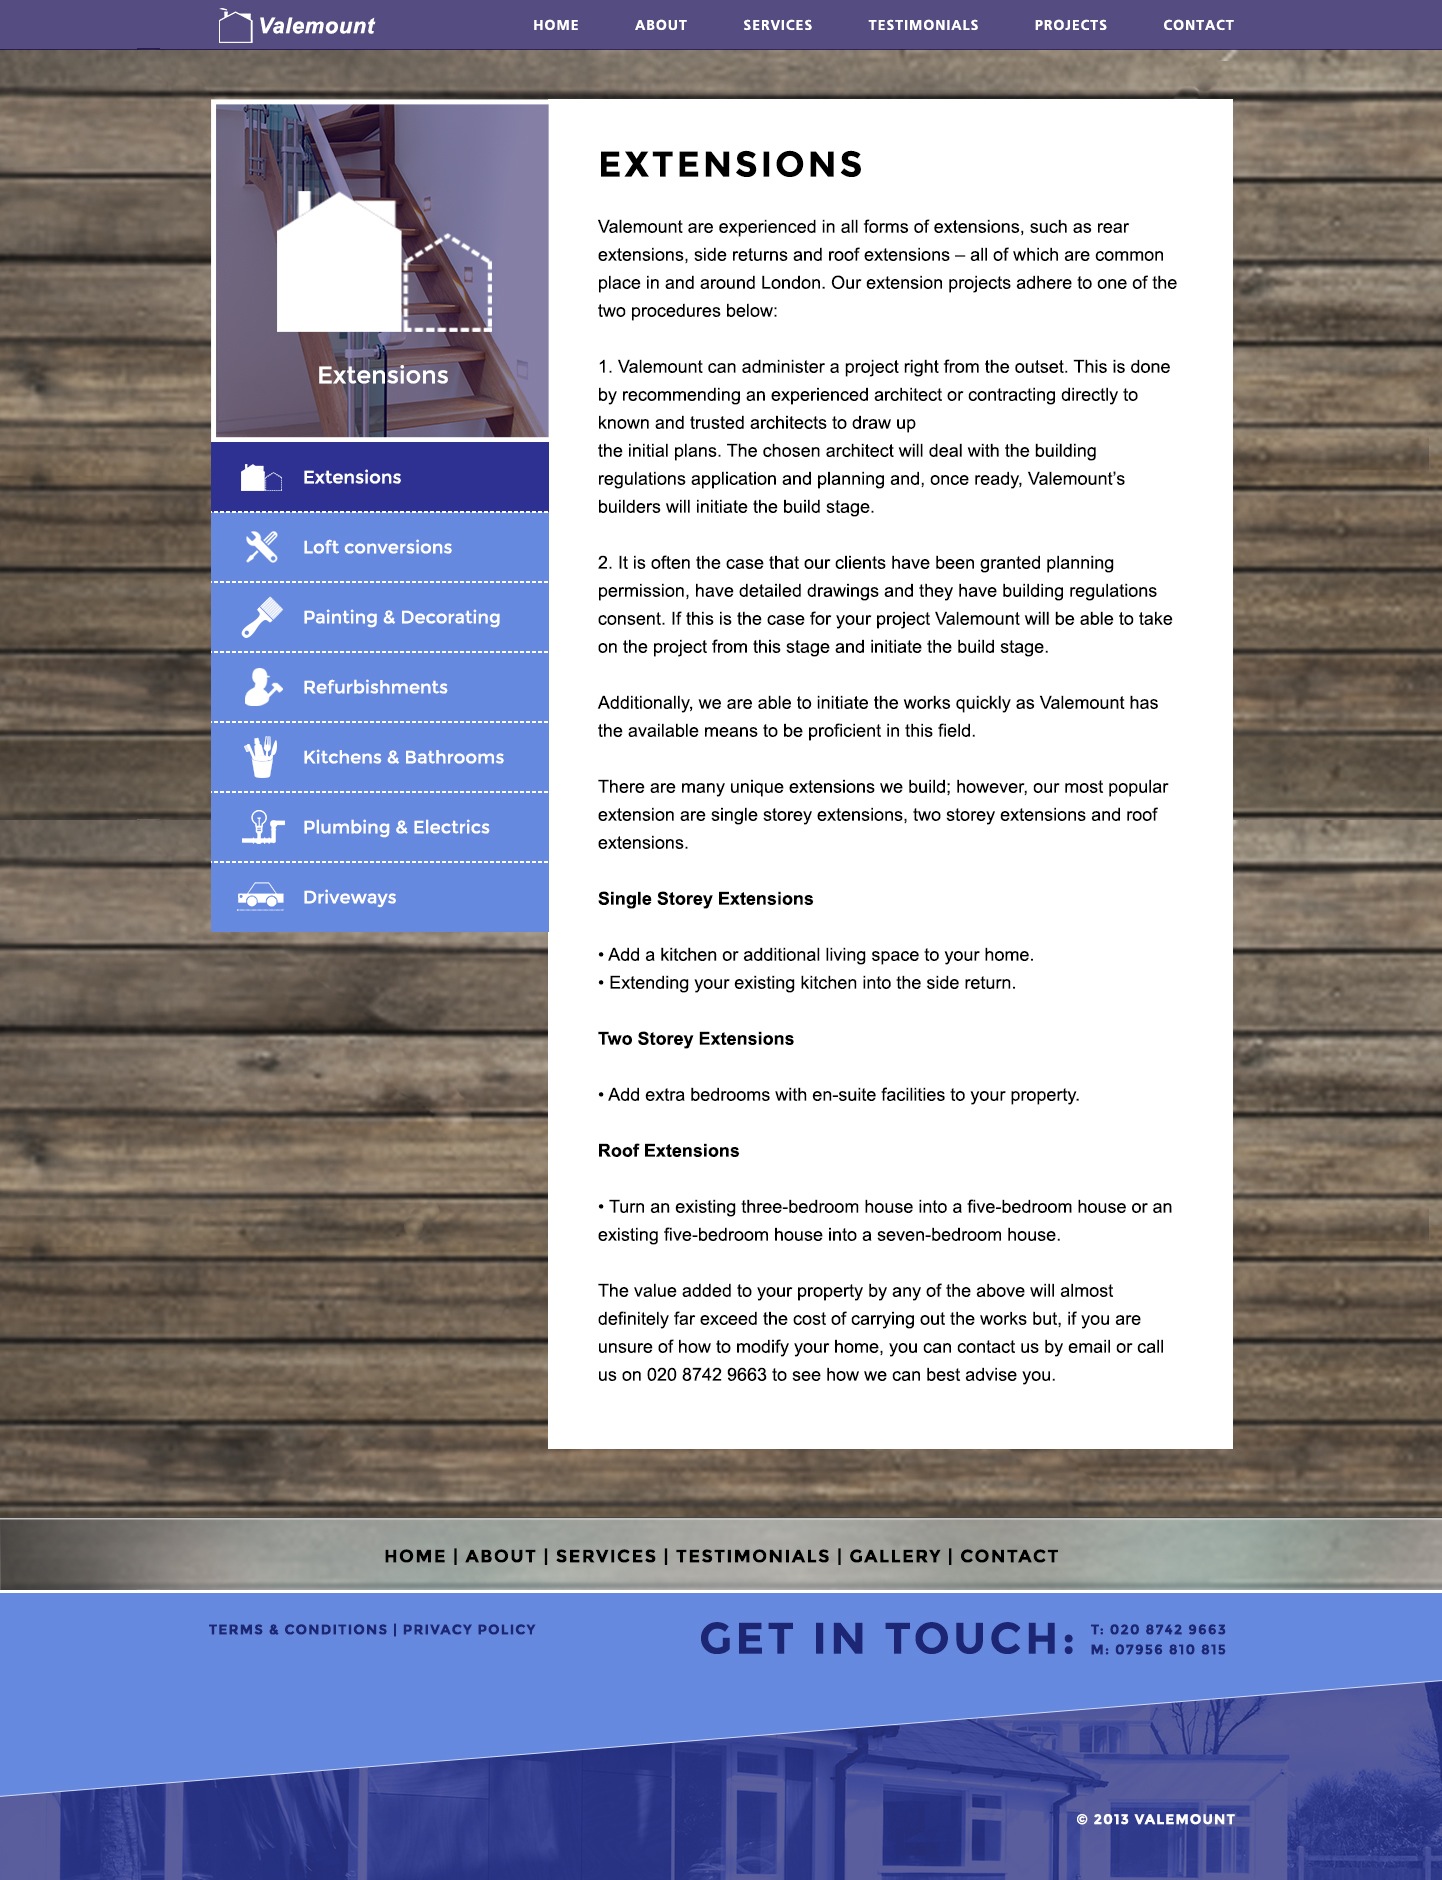 Valemount
HOME
ABOUT
SERVICES
TESTIMONIALS
PROJECTS
CONTACT
Extensions
Extensions
Loft conversions
Painting & Decorating
Refurbishments
Kitchens & Bathrooms
Plumbing & Electrics
Driveways
EXTENSIONS
Valemount are experienced in all forms of extensions, such as rear
extensions, side returns and roof extensions – all of which are common
place in and around London. Our extension projects adhere to one of the
two procedures below:
1. Valemount can administer a project right from the outset. This is done
by recommending an experienced architect or contracting directly to
known and trusted architects to draw up
the initial plans. The chosen architect will deal with the building
regulations application and planning and, once ready, Valemount’s
builders will initiate the build stage.
2. It is often the case that our clients have been granted planning
permission, have detailed drawings and they have building regulations
consent. If this is the case for your project Valemount will be able to take
on the project from this stage and initiate the build stage.
Additionally, we are able to initiate the works quickly as Valemount has
the available means to be proficient in this field.
There are many unique extensions we build; however, our most popular
extension are single storey extensions, two storey extensions and roof
extensions.
Single Storey Extensions
• Add a kitchen or additional living space to your home.
• Extending your existing kitchen into the side return.
Two Storey Extensions
• Add extra bedrooms with en-suite facilities to your property.
Roof Extensions
• Turn an existing three-bedroom house into a five-bedroom house or an
existing five-bedroom house into a seven-bedroom house.
The value added to your property by any of the above will almost
definitely far exceed the cost of carrying out the works but, if you are
unsure of how to modify your home, you can contact us by email or call
us on 020 8742 9663 to see how we can best advise you.
HOME | ABOUT | SERVICES | TESTIMONIALS | GALLERY | CONTACT
TERMS & CONDITIONS | PRIVACY POLICY
GET IN TOUCH:
T: 020 8742 9663
M: 07956 810 815
© 2013 VALEMOUNT